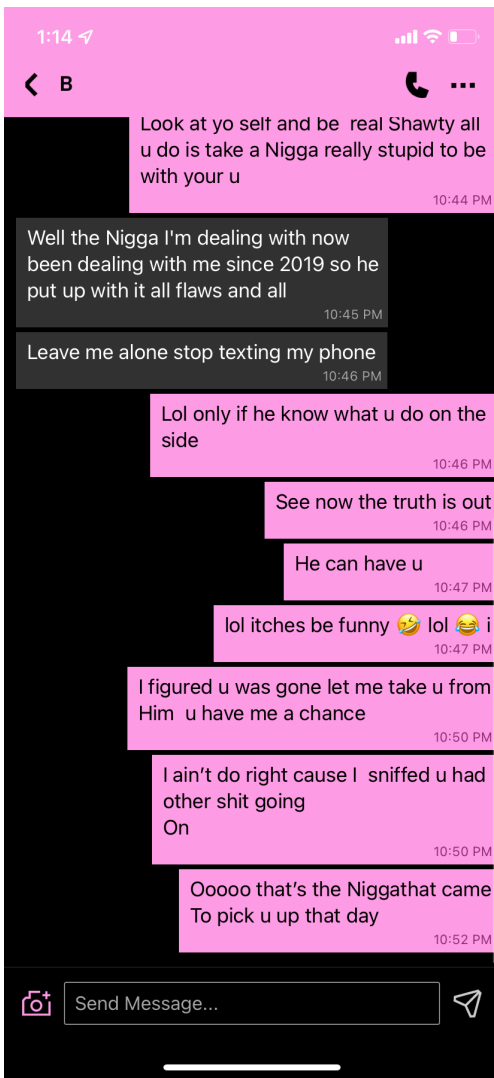 1:14
B
Look at yo self and be real Shawty all
u do is take a Nigga really stupid to be
with your u
10:44 PM
Well the Nigga I'm dealing with now
been dealing with me since 2019 so he
put up with it all flaws and all
10:45 PM
Leave me alone stop texting my phone
10:46 PM
Lol only if he know what u do on the
side
10:46 PM
See now the truth is out
10:46 PM
He can have u
10:47 PM
lol itches be funny 🤣 lol 😂 i
10:47 PM
I figured u was gone let me take u from
Him u have me a chance
10:50 PM
I ain't do right cause I sniffed u had
other shit going
On
10:50 PM
Ooooo that's the Niggathat came
To pick u up that day
10:52 PM
Send Message...